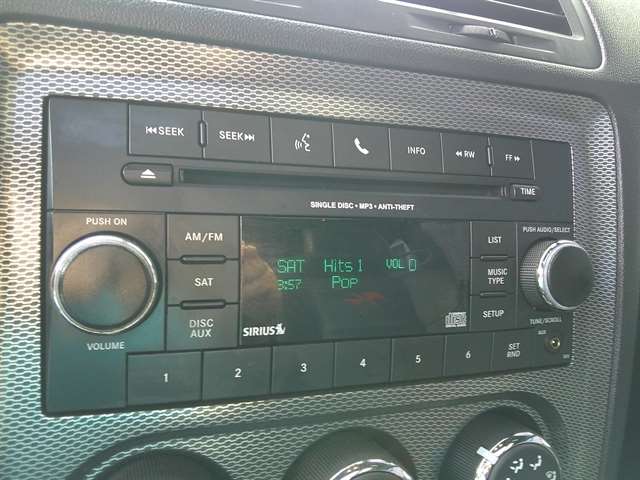 SEEK
SEEK
INFO
RW
FF
TIME
SINGLE DISC • MP3 • ANTI-THEFT
PUSH ON
VOLUME
AM/FM
SAT
DISC
AUX
SAT Hits 1 VOL 0
3:57 Pop
SIRIUS
disc
LIST
MUSIC
TYPE
SETUP
PUSH AUDIO/SELECT
TUNE/SCROLL
AUX
1
2
3
4
5
6
SET
RND